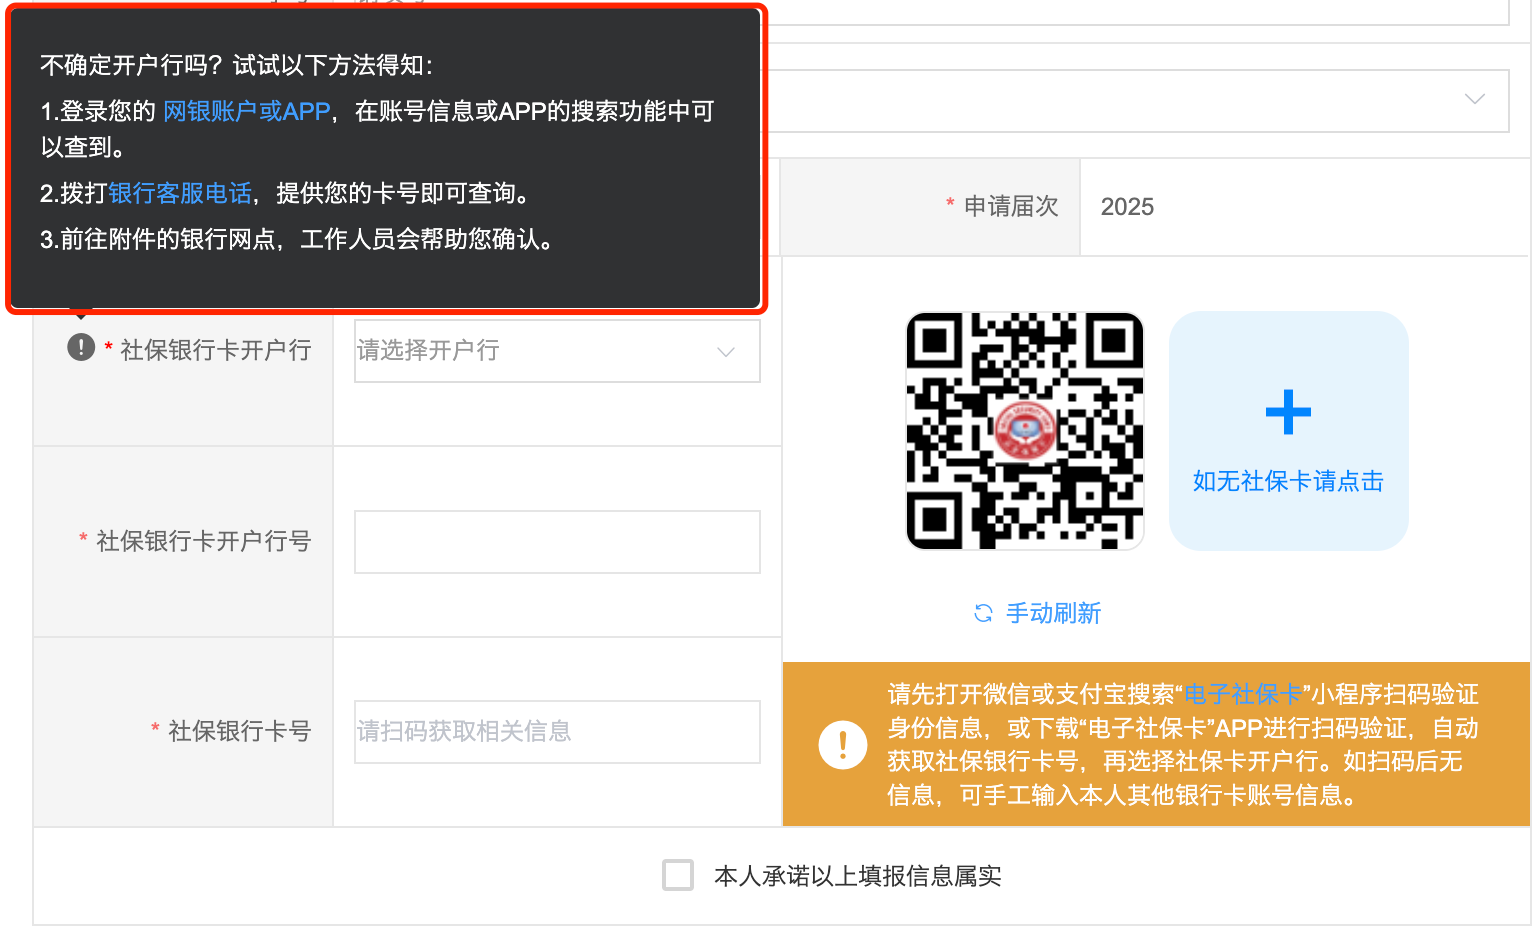 不确定开户行吗？试试以下方法得知：
1.登录您的 网银账户或APP，在账号信息或APP的搜索功能中可
以查到。
2.拨打银行客服电话，提供您的卡号即可查询。
3.前往附件的银行网点，工作人员会帮助您确认。
* 申请届次
2025
* 社保银行卡开户行
请选择开户行
* 社保银行卡开户行号
* 社保银行卡号
请扫码获取相关信息
如无社保卡请点击
手动刷新
请先打开微信或支付宝搜索“电子社保卡”小程序扫码验证
身份信息，或下载“电子社保卡”APP进行扫码验证，自动
获取社保银行卡号，再选择社保卡开户行。如扫码后无
信息，可手工输入本人其他银行卡账号信息。
本人承诺以上填报信息属实